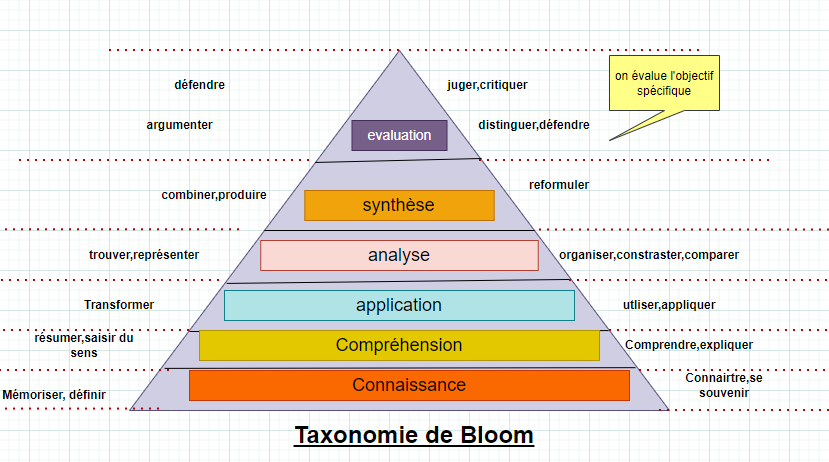 défendre
juger,critiquer
on évalue l'objectif
spécifique
argumenter
evaluation
distinguer,défendre
combiner,produire
synthèse
reformuler
trouver,représenter
analyse
organiser,constraster,comparer
Transformer
application
utliser,appliquer
résumer,saisir du
sens
Compréhension
Comprendre,expliquer
Mémoriser, définir
Connaissance
Connairtre,se
souvenir
Taxonomie de Bloom